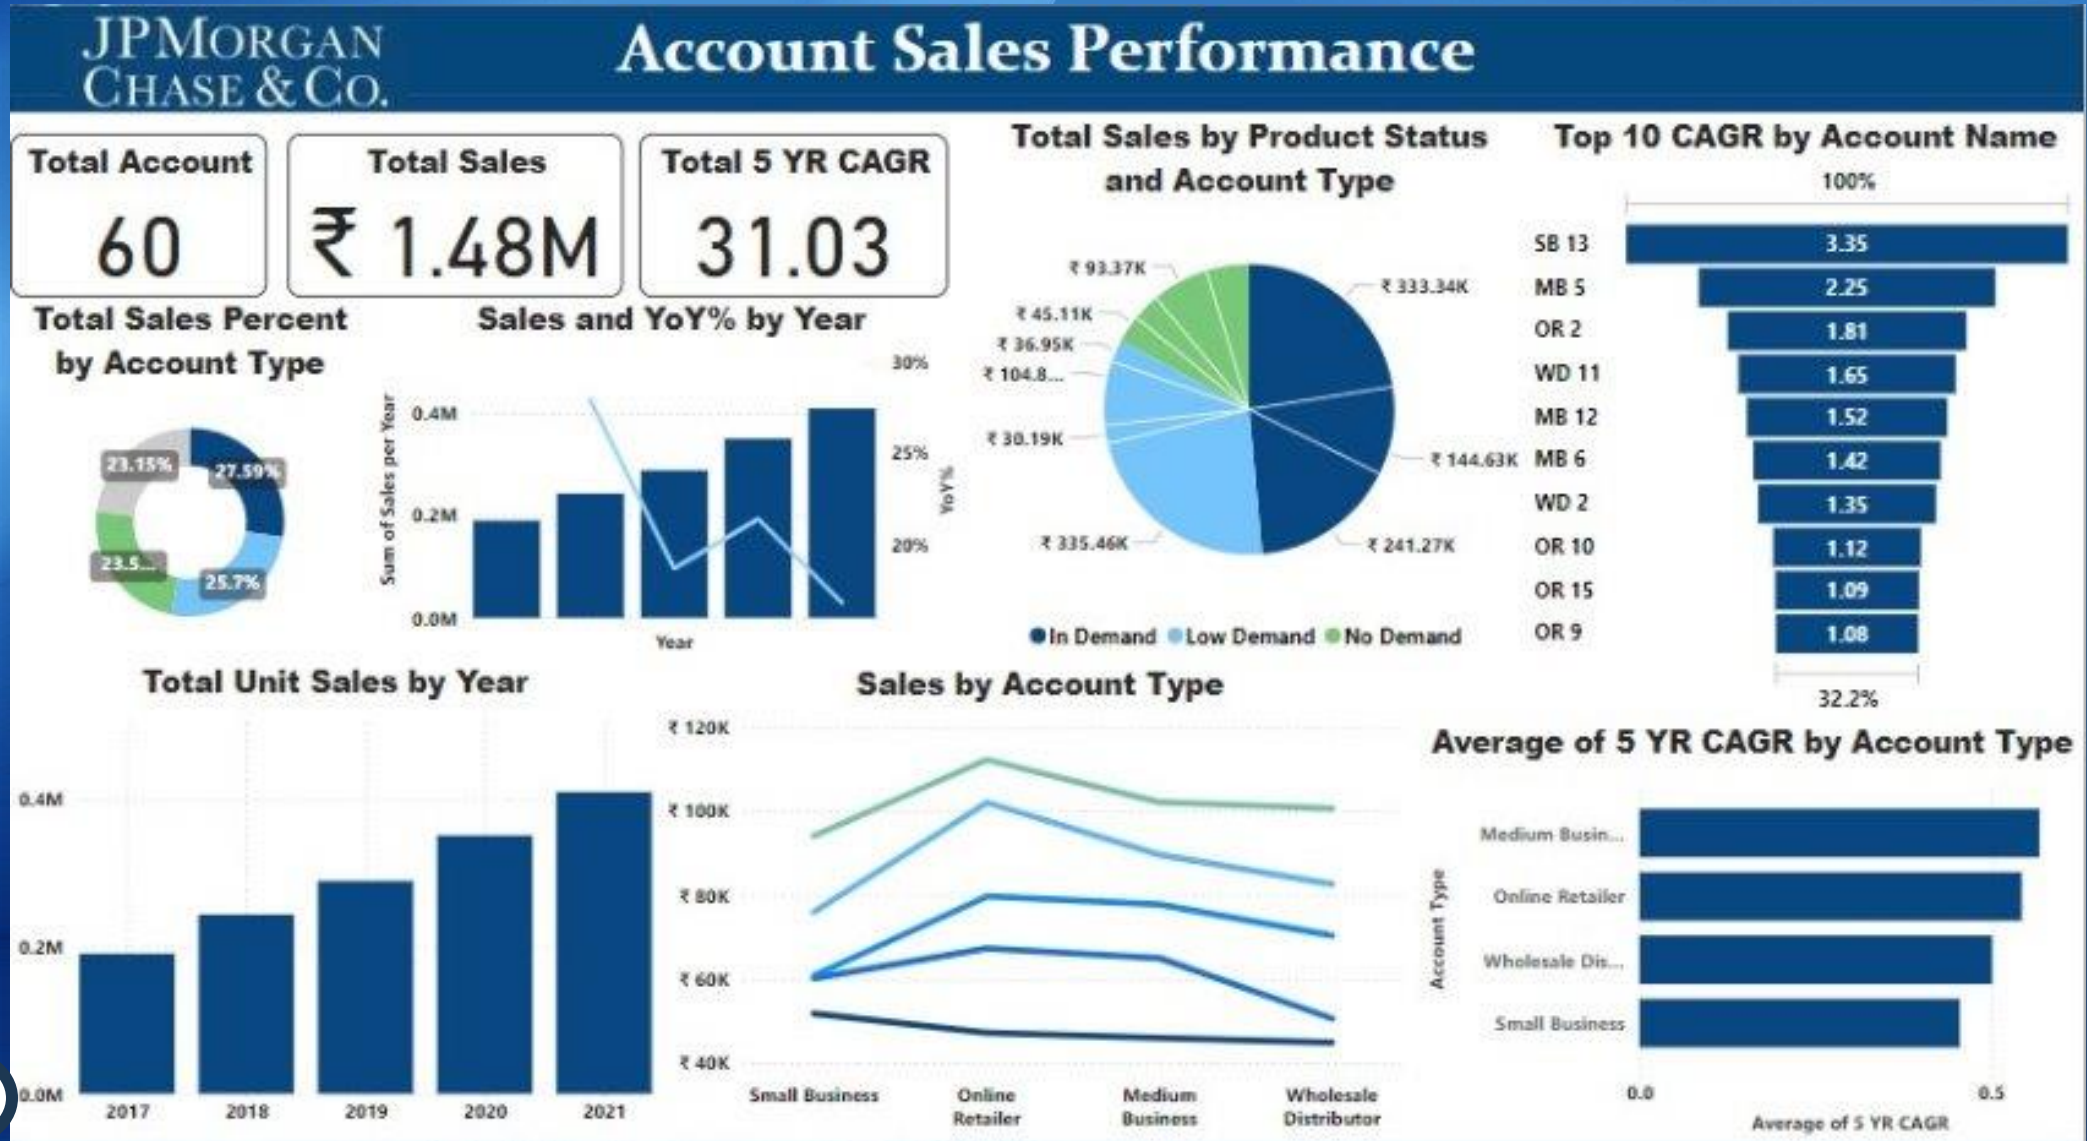 JPMORGAN
CHASE & CO.
Account Sales Performance
Total Account
60
Total Sales
₹ 1.48M
Total 5 YR CAGR
31.03
Total Sales Percent
by Account Type
23.15%
27.59%
23.5...
25.7%
Sales and YoY% by Year
Sum of Sales per Year
0.4M
0.2M
0.0M
30%
25%
20%
YoY%
Year
Total Sales by Product Status
and Account Type
₹ 93.37K
₹ 333.34K
₹ 45.11K
₹ 36.95K
₹ 104.8...
₹ 30.19K
₹ 144.63K
₹ 335.46K
₹ 241.27K
In Demand Low Demand No Demand
Top 10 CAGR by Account Name
100%
SB 13 3.35
MB 5 2.25
OR 2 1.81
WD 11 1.65
MB 12 1.52
MB 6 1.42
WD 2 1.35
OR 10 1.12
OR 15 1.09
OR 9 1.08
32.2%
Total Unit Sales by Year
0.4M
0.2M
0.0M
2017 2018 2019 2020 2021
Sales by Account Type
₹ 120K
₹ 100K
₹ 80K
₹ 60K
₹ 40K
Small Business
Online
Retailer
Medium
Business
Wholesale
Distributor
Average of 5 YR CAGR by Account Type
Account Type
Medium Busin...
Online Retailer
Wholesale Dis...
Small Business
0.0 0.5
Average of 5 YR CAGR